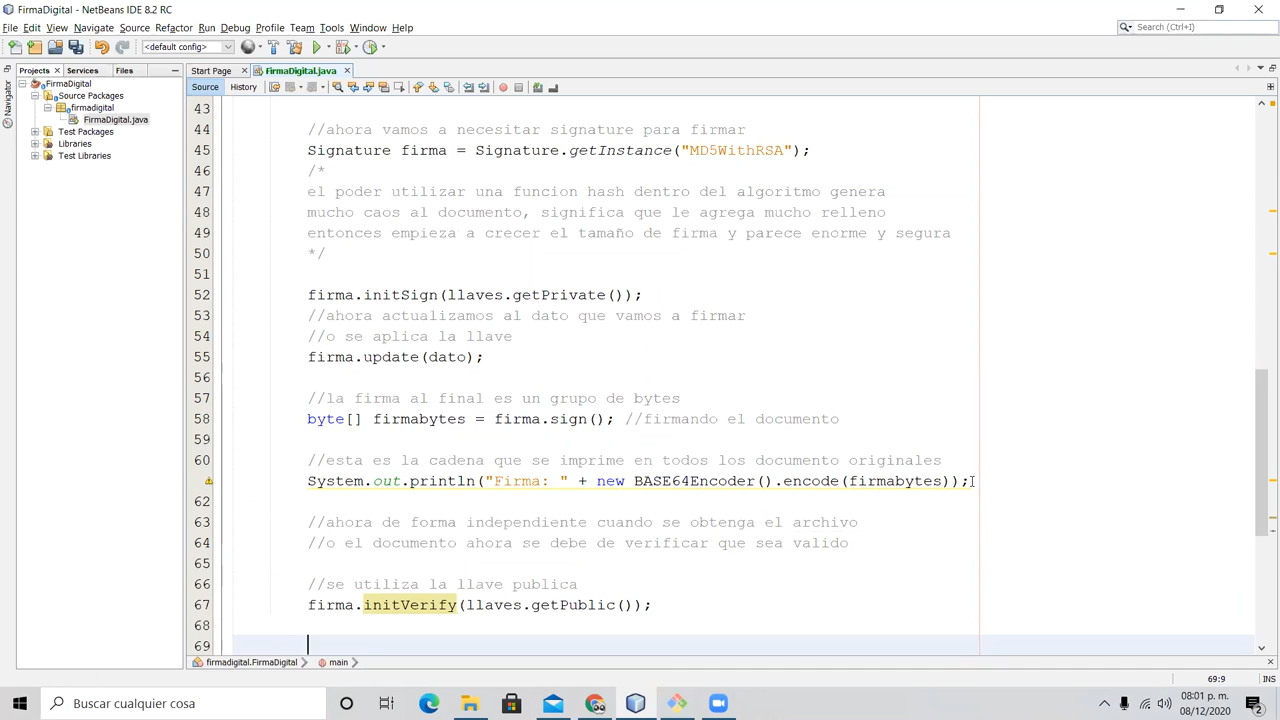 FirmaDigital - NetBeans IDE 8.2 RC
File Edit View Navigate Source Refactor Run Debug Profile Team Tools Window Help
Search (Ctrl+I)
<default config>
Projects Services Files
Start Page FirmaDigital.java
Navigator
FirmaDigital
Source Packages
firmadigital
FirmaDigital.java
Test Packages
Libraries
Test Libraries
Source History
43
44 //ahora vamos a necesitar signature para firmar
45 Signature firma = Signature.getInstance("MD5WithRSA");
46 /*
47 el poder utilizar una funcion hash dentro del algoritmo genera
48 mucho caos al documento, significa que le agrega mucho relleno
49 entonces empieza a crecer el tamaño de firma y parece enorme y segura
50 */
51
52 firma.initSign(llaves.getPrivate());
53 //ahora actualizamos al dato que vamos a firmar
54 //o se aplica la llave
55 firma.update(dato);
56
57 //la firma al final es un grupo de bytes
58 byte[] firmabytes = firma.sign(); //firmando el documento
59
60 //esta es la cadena que se imprime en todos los documento originales
System.out.println("Firma: " + new BASE64Encoder().encode(firmabytes));
62
63 //ahora de forma independiente cuando se obtenga el archivo
64 //o el documento ahora se debe de verificar que sea valido
65
66 //se utiliza la llave publica
67 firma.initVerify(llaves.getPublic());
68
69
firmadigital.FirmaDigital main
69:9 INS
Buscar cualquier cosa
08:01 p. m.
08/12/2020
2